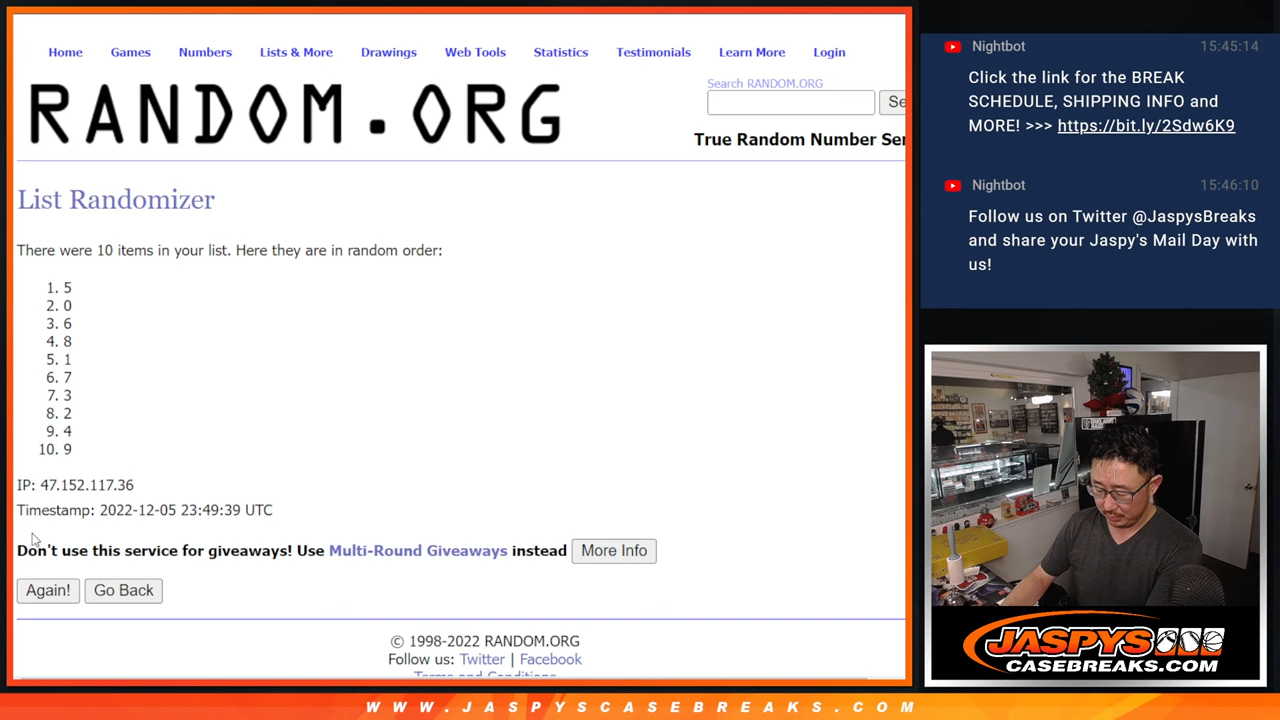 Home Games Numbers Lists & More Drawings Web Tools Statistics Testimonials Learn More Login
RANDOM.ORG
Search RANDOM.ORG
Se
True Random Number Ser
List Randomizer
There were 10 items in your list. Here they are in random order:
1. 5
2. 0
3. 6
4. 8
5. 1
6. 7
7. 3
8. 2
9. 4
10. 9
IP: 47.152.117.36
Timestamp: 2022-12-05 23:49:39 UTC
Don't use this service for giveaways! Use Multi-Round Giveaways instead More Info
Again! Go Back
© 1998-2022 RANDOM.ORG
Follow us: Twitter | Facebook
Terms and Conditions
Nightbot 15:45:14
Click the link for the BREAK
SCHEDULE, SHIPPING INFO and
MORE! >>> https://bit.ly/2Sdw6K9
Nightbot 15:46:10
Follow us on Twitter @JaspysBreaks
and share your Jaspy's Mail Day with
us!
JASPYS
CASEBREAKS.COM
WWW.JASPYSCASEBREAKS.COM